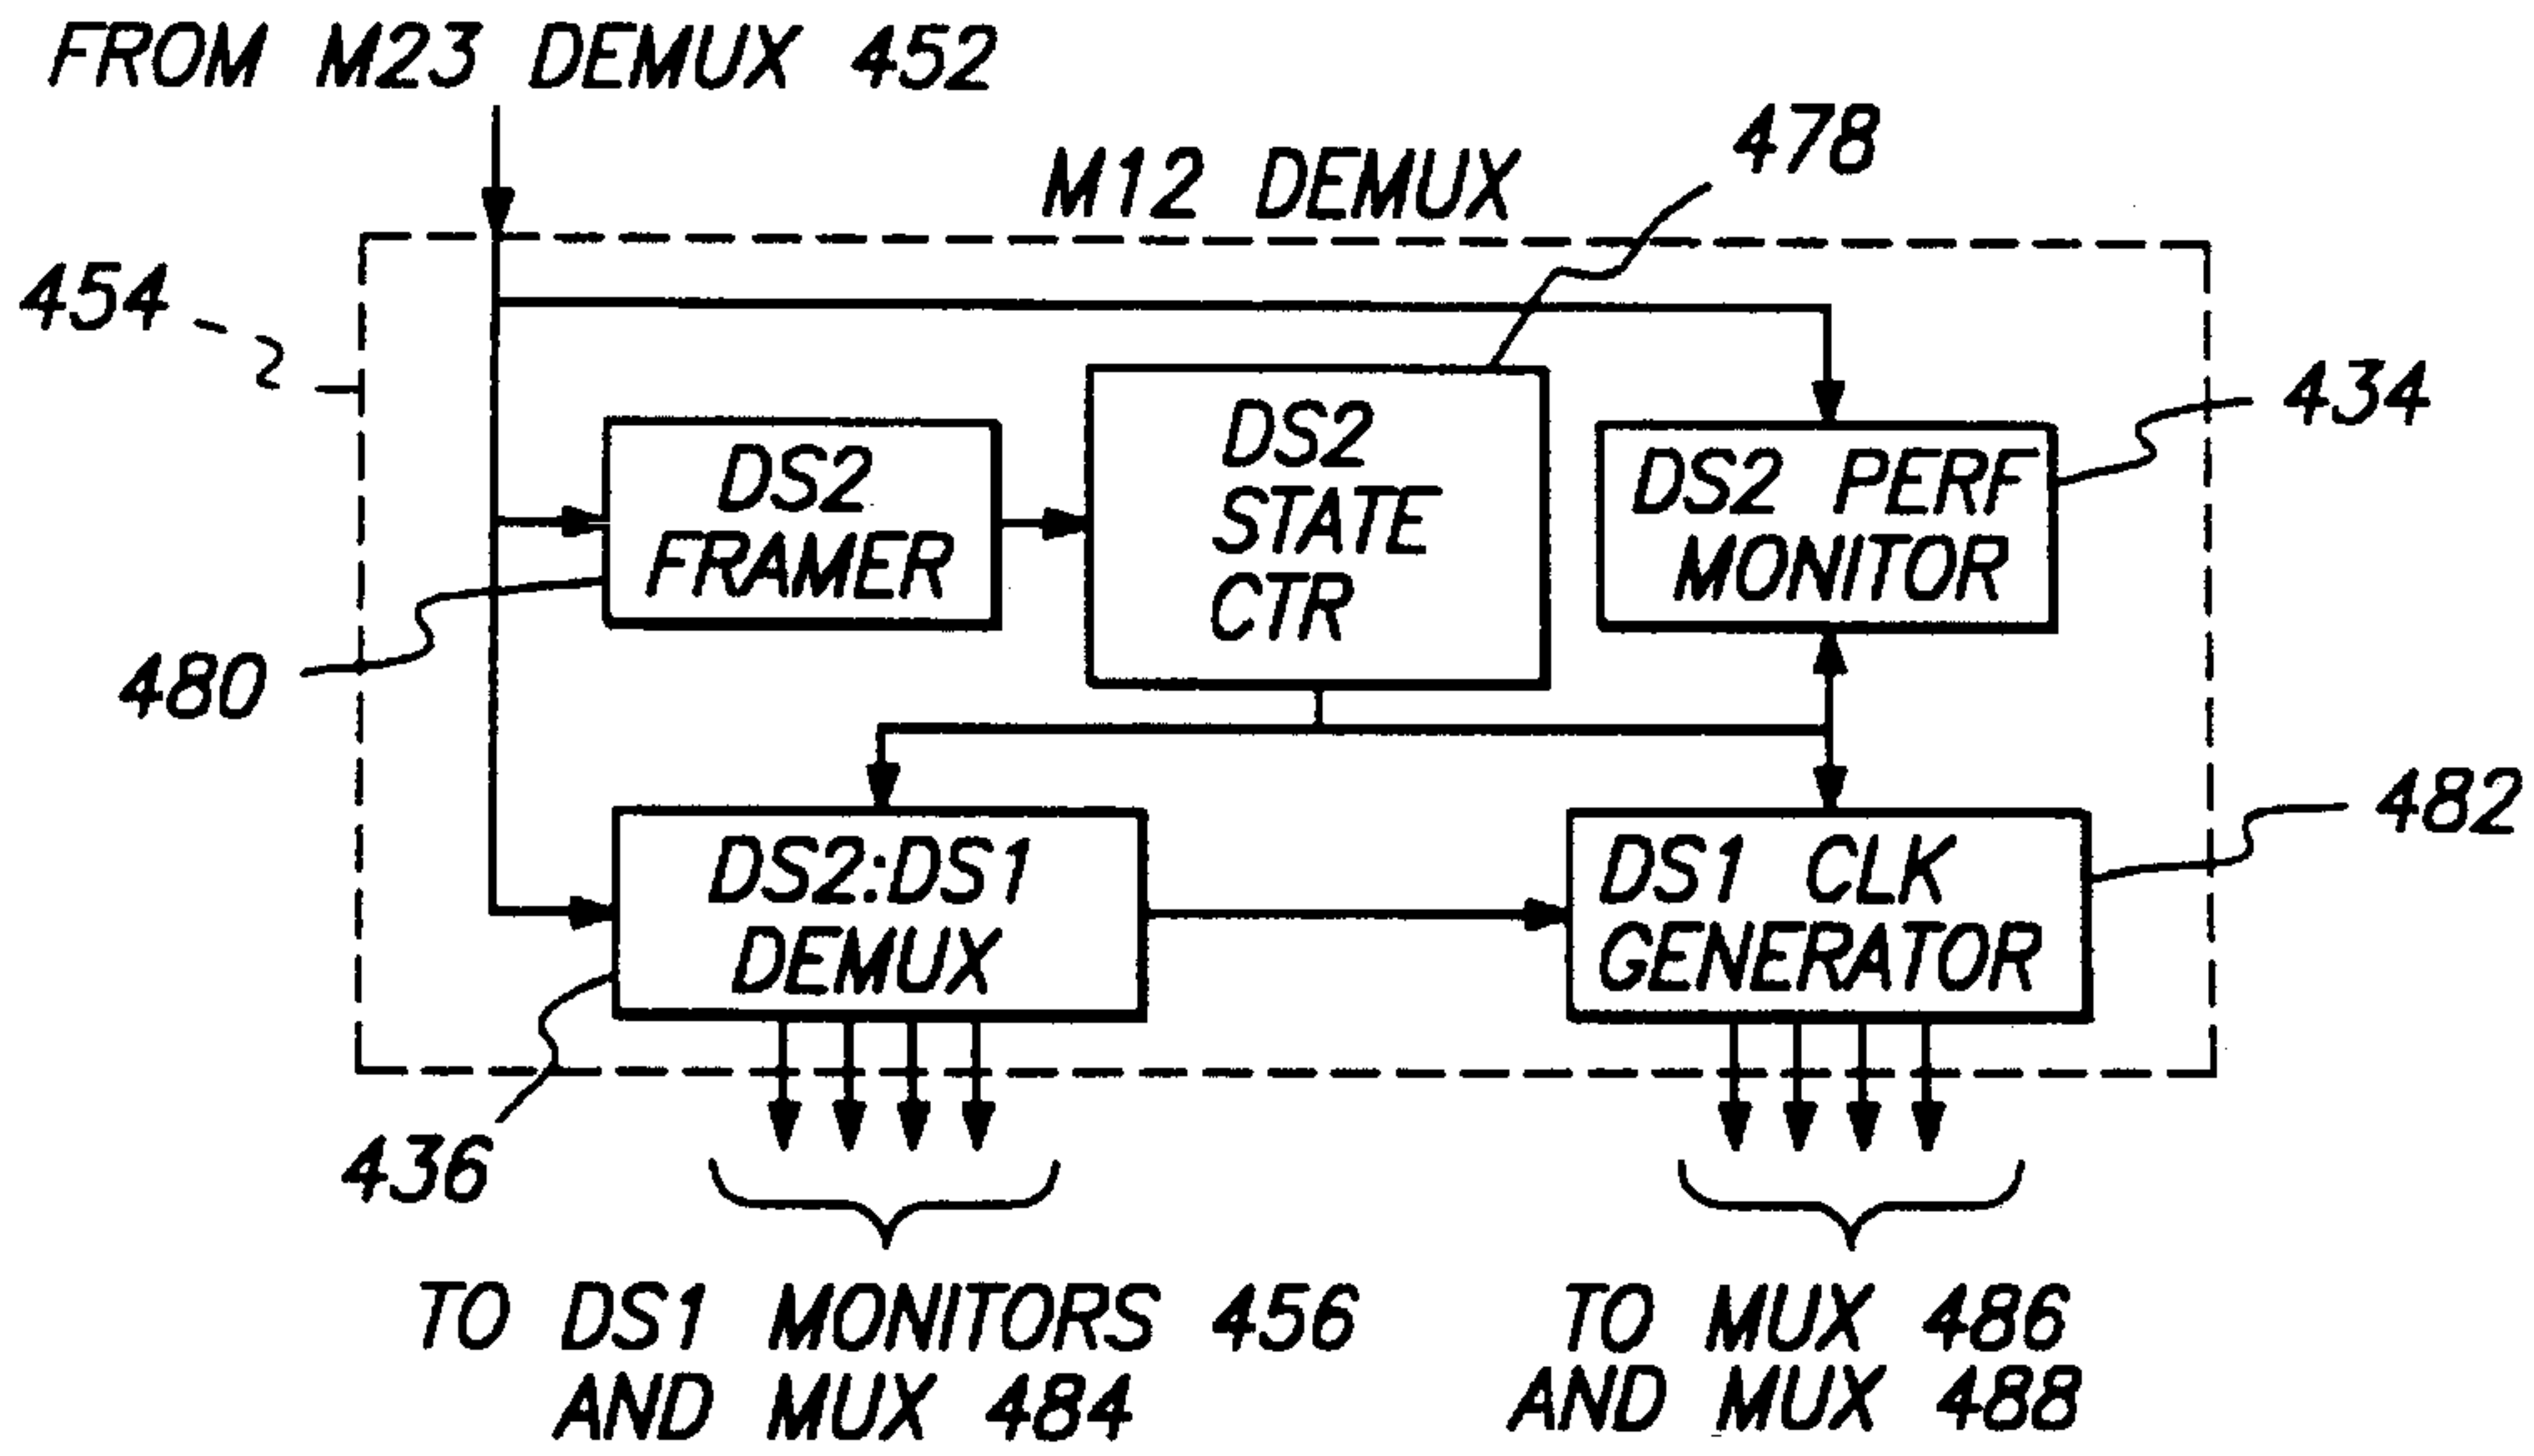 FROM M23 DEMUX 452
M12 DEMUX
478
454
434
DS2
FRAMER
DS2
STATE
CTR
DS2 PERF
MONITOR
480
482
DS2:DS1
DEMUX
DS1 CLK
GENERATOR
436
TO DS1 MONITORS 456
AND MUX 484
TO MUX 486
AND MUX 488